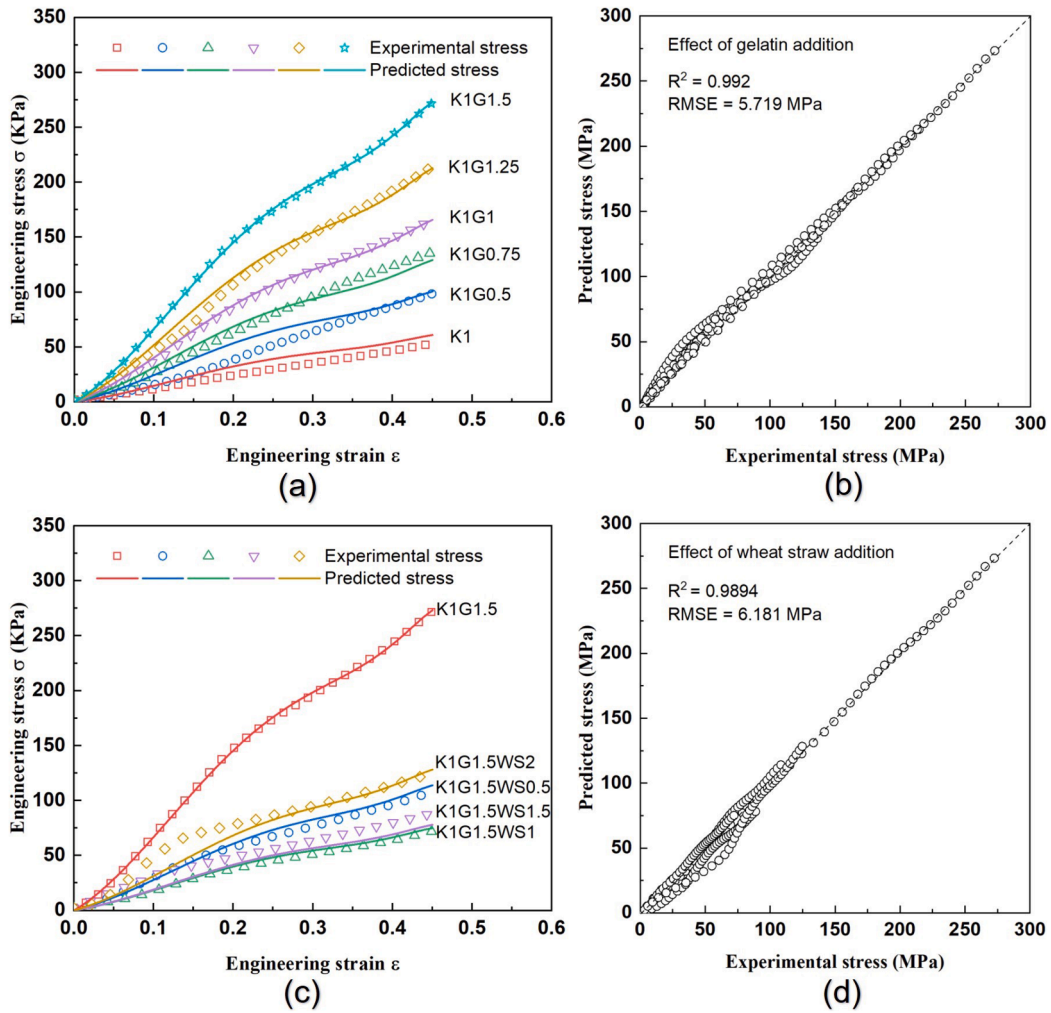 350
300
250
200
150
100
50
0
Engineering stress σ (KPa)
Experimental stress
Predicted stress
K1G1.5
K1G1.25
K1G1
K1G0.75
K1G0.5
K1
0.0 0.1 0.2 0.3 0.4 0.5 0.6
Engineering strain ε
(a)
300
250
200
150
100
50
0
Predicted stress (MPa)
Effect of gelatin addition
R² = 0.992
RMSE = 5.719 MPa
0 50 100 150 200 250 300
Experimental stress (MPa)
(b)
350
300
250
200
150
100
50
0
Engineering stress σ (KPa)
Experimental stress
Predicted stress
K1G1.5
K1G1.5WS2
K1G1.5WS0.5
K1G1.5WS1.5
K1G1.5WS1
0.0 0.1 0.2 0.3 0.4 0.5 0.6
Engineering strain ε
(c)
300
250
200
150
100
50
0
Predicted stress (MPa)
Effect of wheat straw addition
R² = 0.9894
RMSE = 6.181 MPa
0 50 100 150 200 250 300
Experimental stress (MPa)
(d)